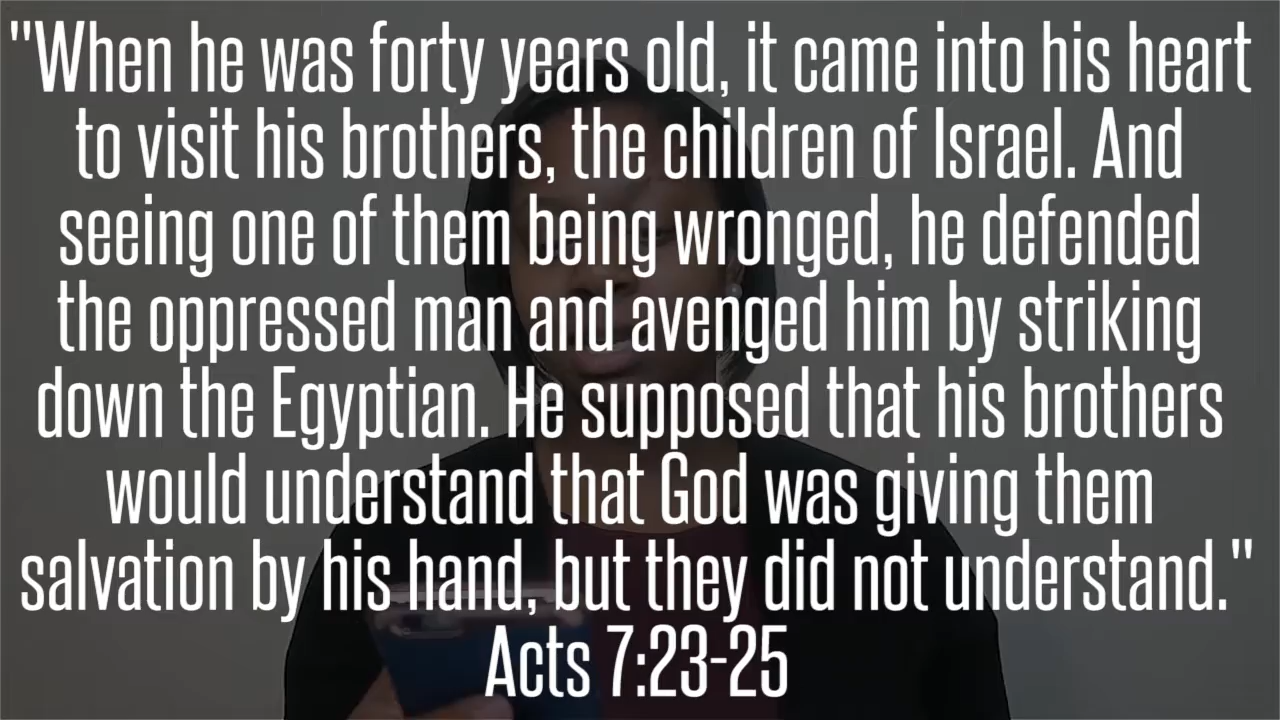 "When he was forty years old, it came into his heart
to visit his brothers, the children of Israel. And
seeing one of them being wronged, he defended
the oppressed man and avenged him by striking
down the Egyptian. He supposed that his brothers
would understand that God was giving them
salvation by his hand, but they did not understand."
Acts 7:23-25